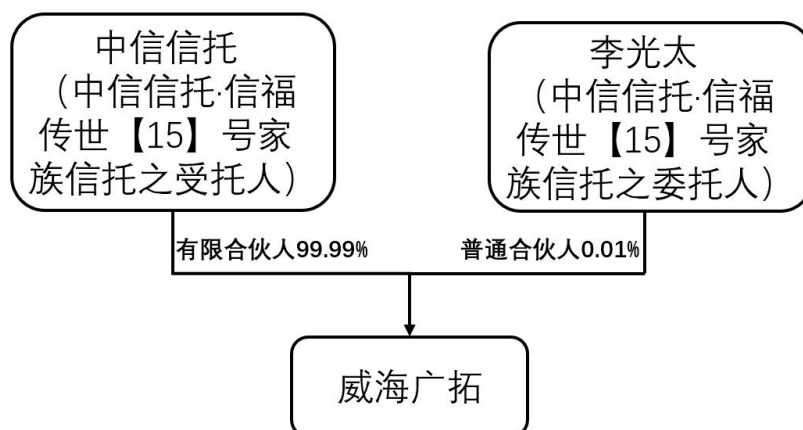 中信信托
（中信信托·信福
传世【15】号家
族信托之受托人）
李光太
（中信信托·信福
传世【15】号家
族信托之委托人）
有限合伙人99.99%
普通合伙人0.01%
威海广拓